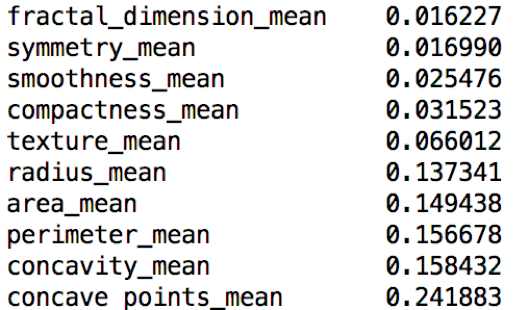 fractal_dimension_mean 0.016227
symmetry_mean 0.016990
smoothness_mean 0.025476
compactness_mean 0.031523
texture_mean 0.066012
radius_mean 0.137341
area_mean 0.149438
perimeter_mean 0.156678
concavity_mean 0.158432
concave points_mean 0.241883